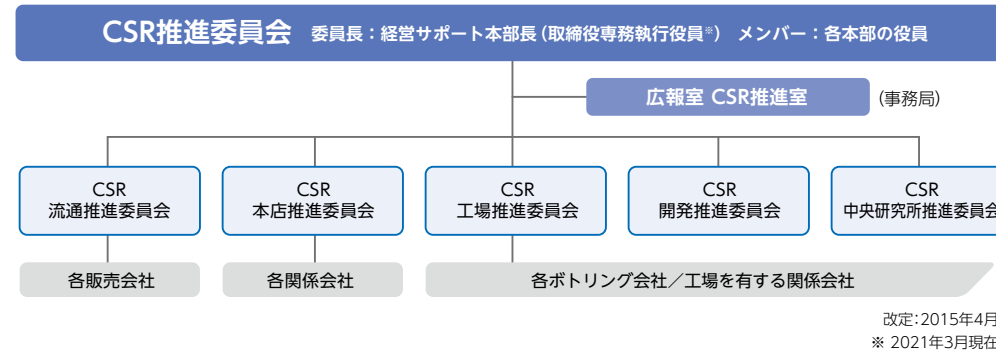 CSR推進委員会 委員長：経営サポート本部長（取締役専務執行役員※） メンバー：各本部の役員
広報室 CSR推進室 (事務局)
CSR
流通推進委員会
CSR
本店推進委員会
CSR
工場推進委員会
CSR
開発推進委員会
CSR
中央研究所推進委員会
各販売会社
各関係会社
各ボトリング会社／工場を有する関係会社
改定：2015年4月
※ 2021年3月現在